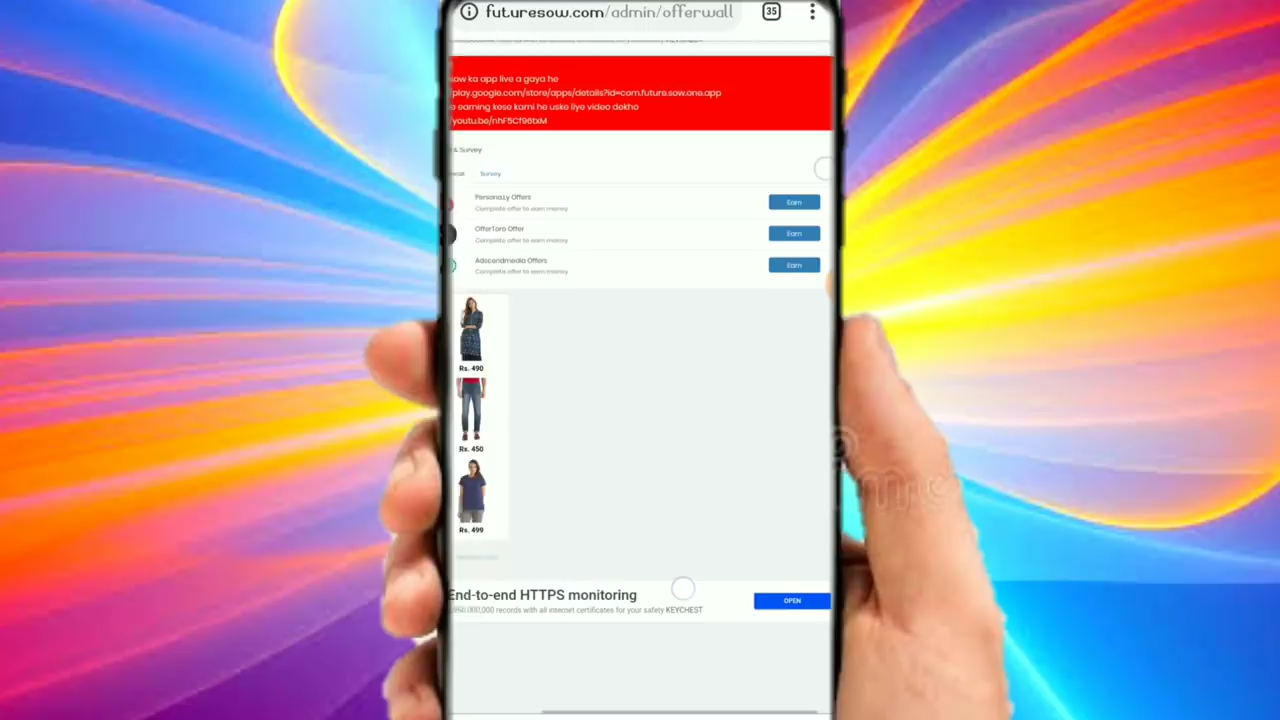 futuresow.com/admin/offerwall
35
sow ka app live a gaya he
/play.google.com/store/apps/details?id=com.future.sow.one.app
e earning kese karni he uske liye video dekho
/youtu.be/nhF5Cf96txM
& Survey
Survey
Persona.Ly Offers
Complete offer to earn money
Earn
OfferToro Offer
Complete offer to earn money
Earn
Adscendmedia Offers
Complete offer to earn money
Earn
Rs. 490
Rs. 450
Rs. 499
End-to-end HTTPS monitoring
records with all internet certificates for your safety KEYCHEST
OPEN